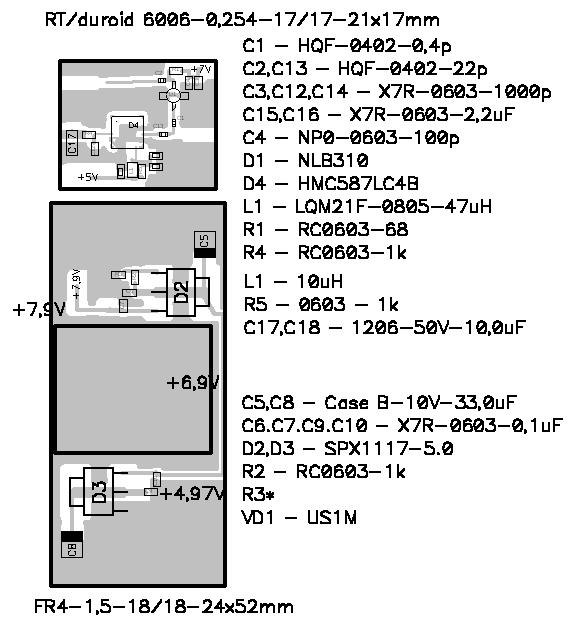 RT/duroid 6006-0,254-17/17-21x17mm
C1 - HQF-0402-0,4p
C2,C13 - HQF-0402-22p
C3,C12,C14 - X7R-0603-1000p
C15,C16 - X7R-0603-2,2uF
C4 - NP0-0603-100p
D1 - NLB310
D4 - HMC587LC4B
L1 - LQM21F-0805-47uH
R1 - RC0603-68
R4 - RC0603-1k
L1 - 10uH
R5 - 0603 - 1k
C17,C18 - 1206-50V-10,0uF
C5,C8 - Case B-10V-33,0uF
C6.C7.C9.C10 - X7R-0603-0,1uF
D2,D3 - SPX1117-5.0
R2 - RC0603-1k
R3*
VD1 - US1M
+7V
D4
C17
+5V
C5
+7,9V
D2
+7,9V
+6,9V
D3
+4,97V
C8
FR4-1,5-18/18-24x52mm